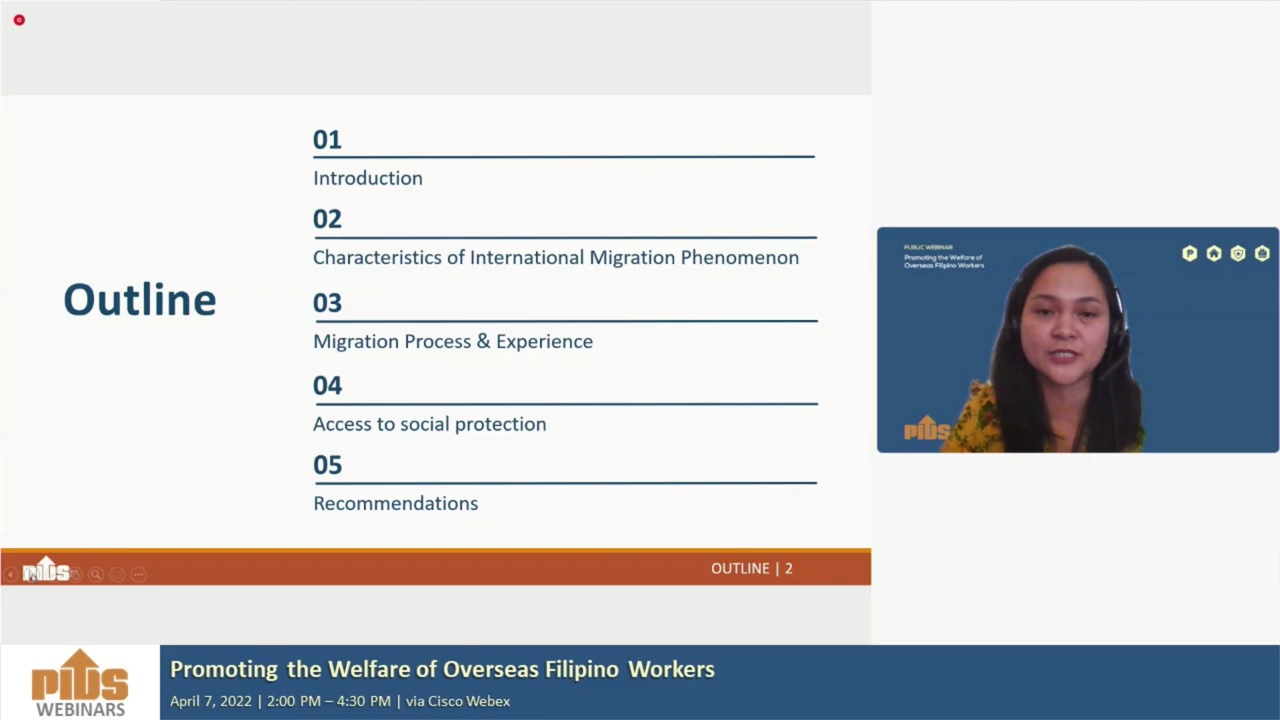 Outline
01
Introduction
02
Characteristics of International Migration Phenomenon
03
Migration Process & Experience
04
Access to social protection
05
Recommendations
PIDS
OUTLINE | 2
PUBLIC WEBINAR
Promoting the Welfare of
Overseas Filipino Workers
P
PIDS
PIDS
WEBINARS
Promoting the Welfare of Overseas Filipino Workers
April 7, 2022 | 2:00 PM – 4:30 PM | via Cisco Webex